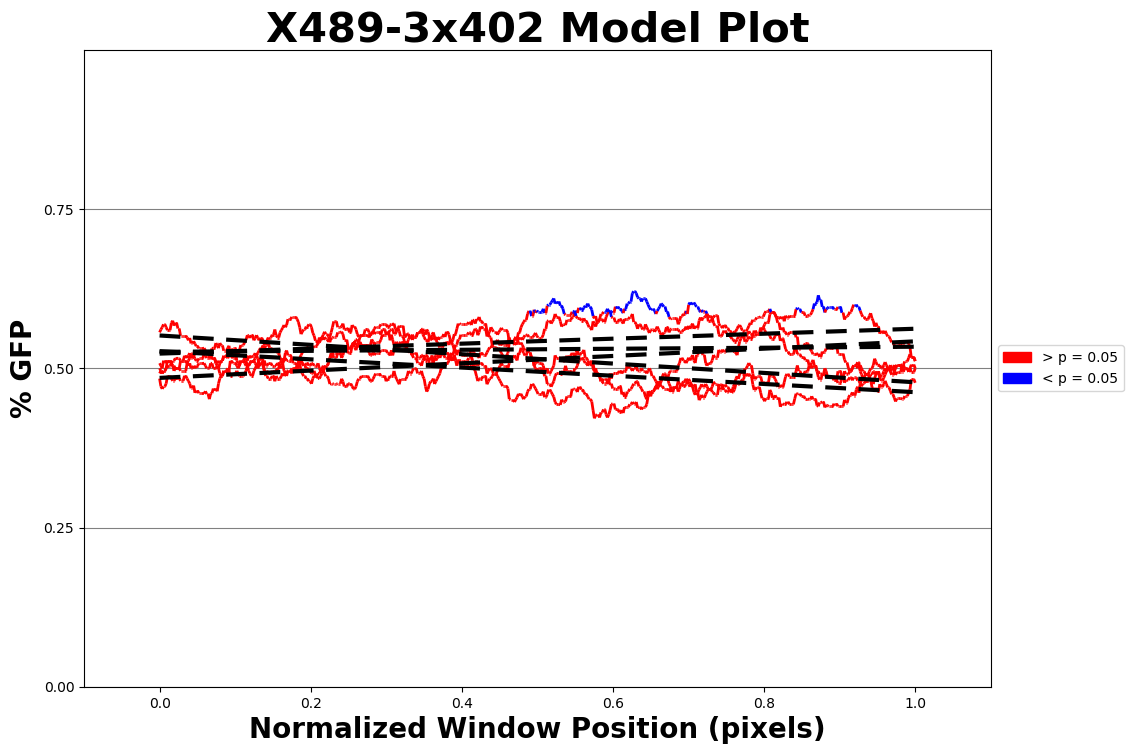 X489-3x402 Model Plot
% GFP
0.75
0.50
0.25
0.00
0.0 0.2 0.4 0.6 0.8 1.0
Normalized Window Position (pixels)
> p = 0.05
< p = 0.05